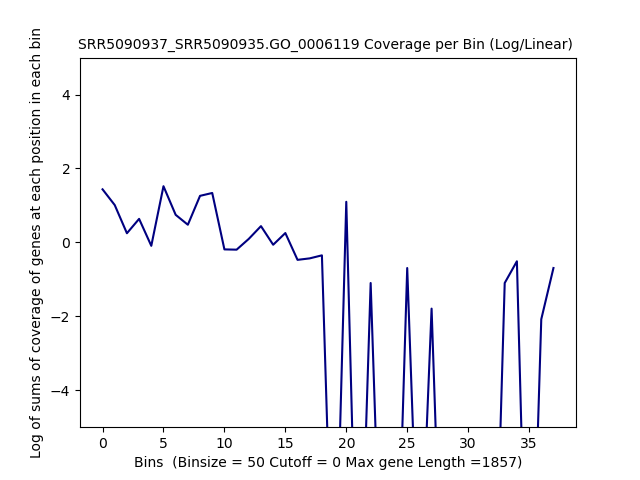 SRR5090937_SRR5090935.GO_0006119 Coverage per Bin (Log/Linear)
Log of sums of coverage of genes at each position in each bin
4
2
0
−2
−4
0 5 10 15 20 25 30 35
Bins  (Binsize = 50 Cutoff = 0 Max gene Length =1857)